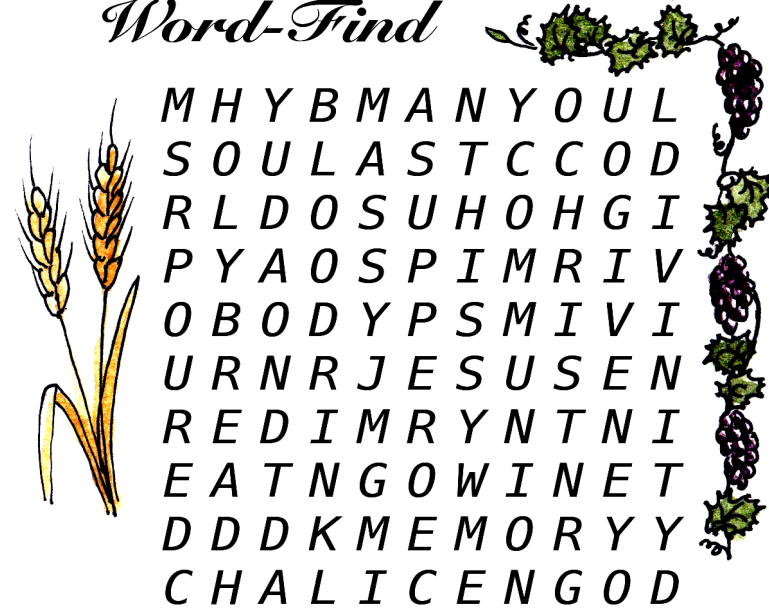 Word-Find
M H Y B M A N Y O U L
S O U L A S T C C O D
R L D O S U H O H G I
P Y A O S P I M R I V
O B O D Y P S M I V I
U R N R J E S U S E N
R E D I M R Y N T N I
E A T N G O W I N E T
D D D K M E M O R Y Y
C H A L I C E N G O D